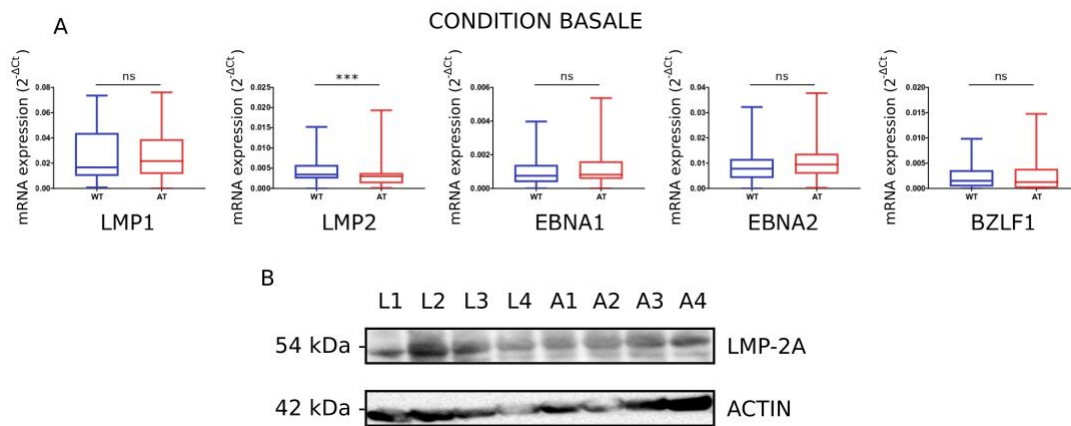 A
CONDITION BASALE
mRNA expression (2^-ΔCt)
0.08
0.06
0.04
0.02
0.00
ns
WT AT
LMP1
mRNA expression (2^-ΔCt)
0.025
0.020
0.015
0.010
0.005
0.000
***
WT AT
LMP2
mRNA expression (2^-ΔCt)
0.006
0.004
0.002
0.000
ns
WT AT
EBNA1
mRNA expression (2^-ΔCt)
0.04
0.03
0.02
0.01
0.00
ns
WT AT
EBNA2
mRNA expression (2^-ΔCt)
0.020
0.015
0.010
0.005
0.000
ns
WT AT
BZLF1
B
L1 L2 L3 L4 A1 A2 A3 A4
54 kDa LMP-2A
42 kDa ACTIN